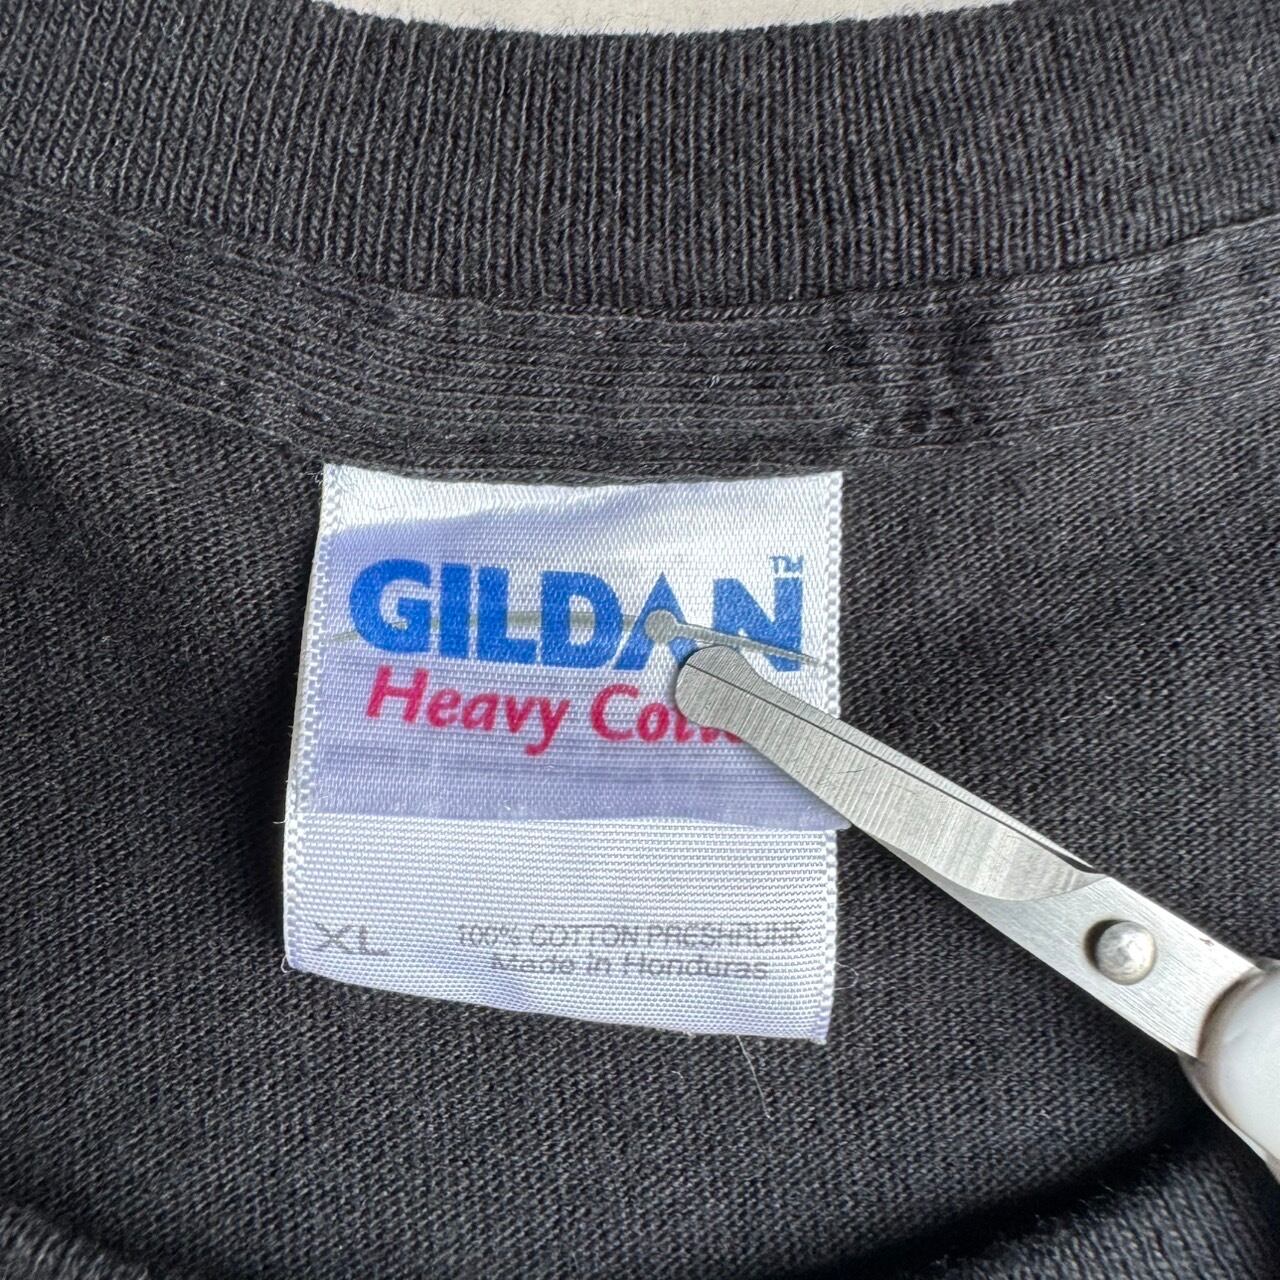 GILDAN™
Heavy
XL 100% COTTON PRESHRUNK
Made in Honduras